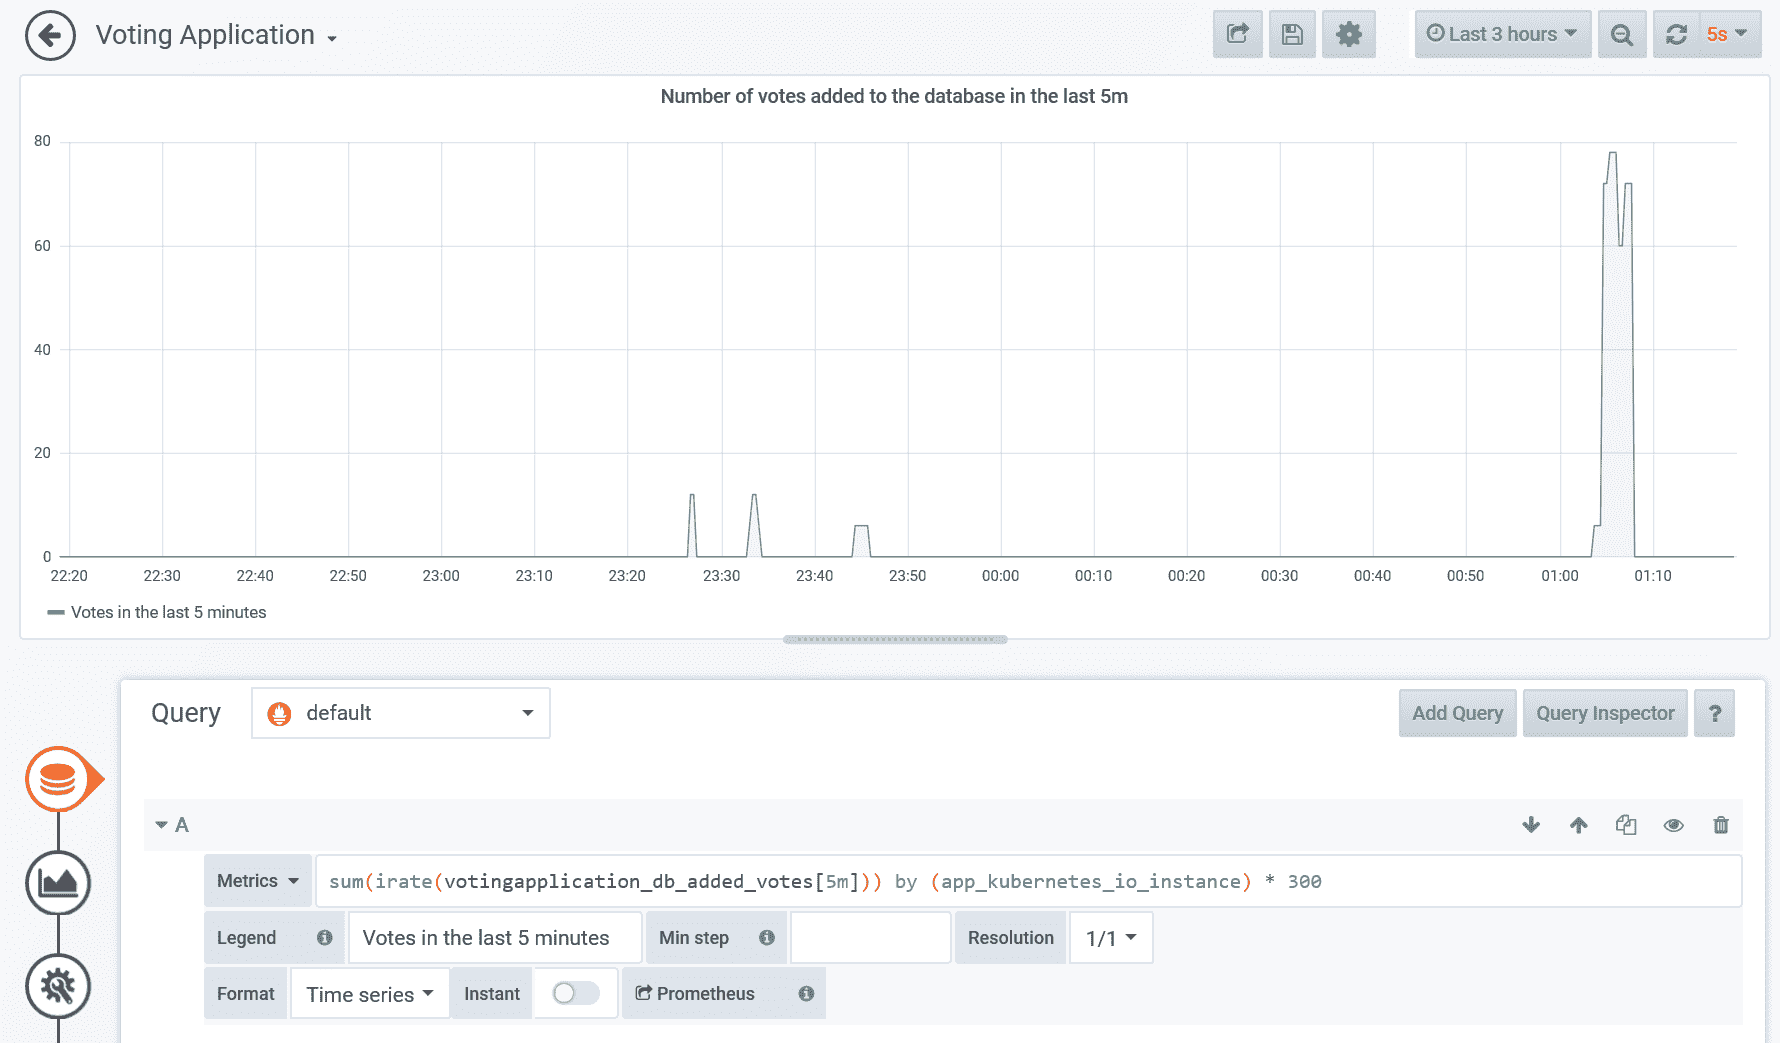 Voting Application
Last 3 hours
5s
Number of votes added to the database in the last 5m
80
60
40
20
0
22:20 22:30 22:40 22:50 23:00 23:10 23:20 23:30 23:40 23:50 00:00 00:10 00:20 00:30 00:40 00:50 01:00 01:10
Votes in the last 5 minutes
Query default Add Query Query Inspector ?
A
Metrics sum(irate(votingapplication_db_added_votes[5m])) by (app_kubernetes_io_instance) * 300
Legend Votes in the last 5 minutes Min step Resolution 1/1
Format Time series Instant Prometheus